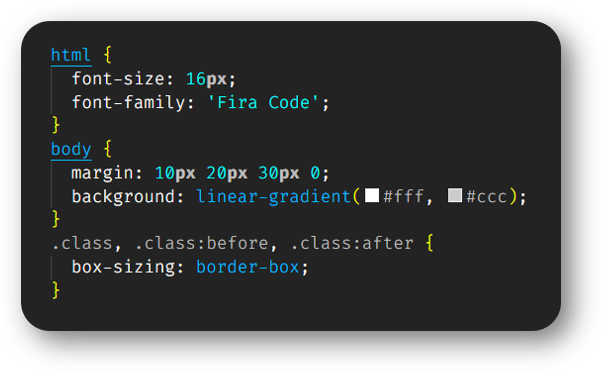 html {
  font-size: 16px;
  font-family: 'Fira Code';
}
body {
  margin: 10px 20px 30px 0;
  background: linear-gradient(#fff, #ccc);
}
.class, .class:before, .class:after {
  box-sizing: border-box;
}